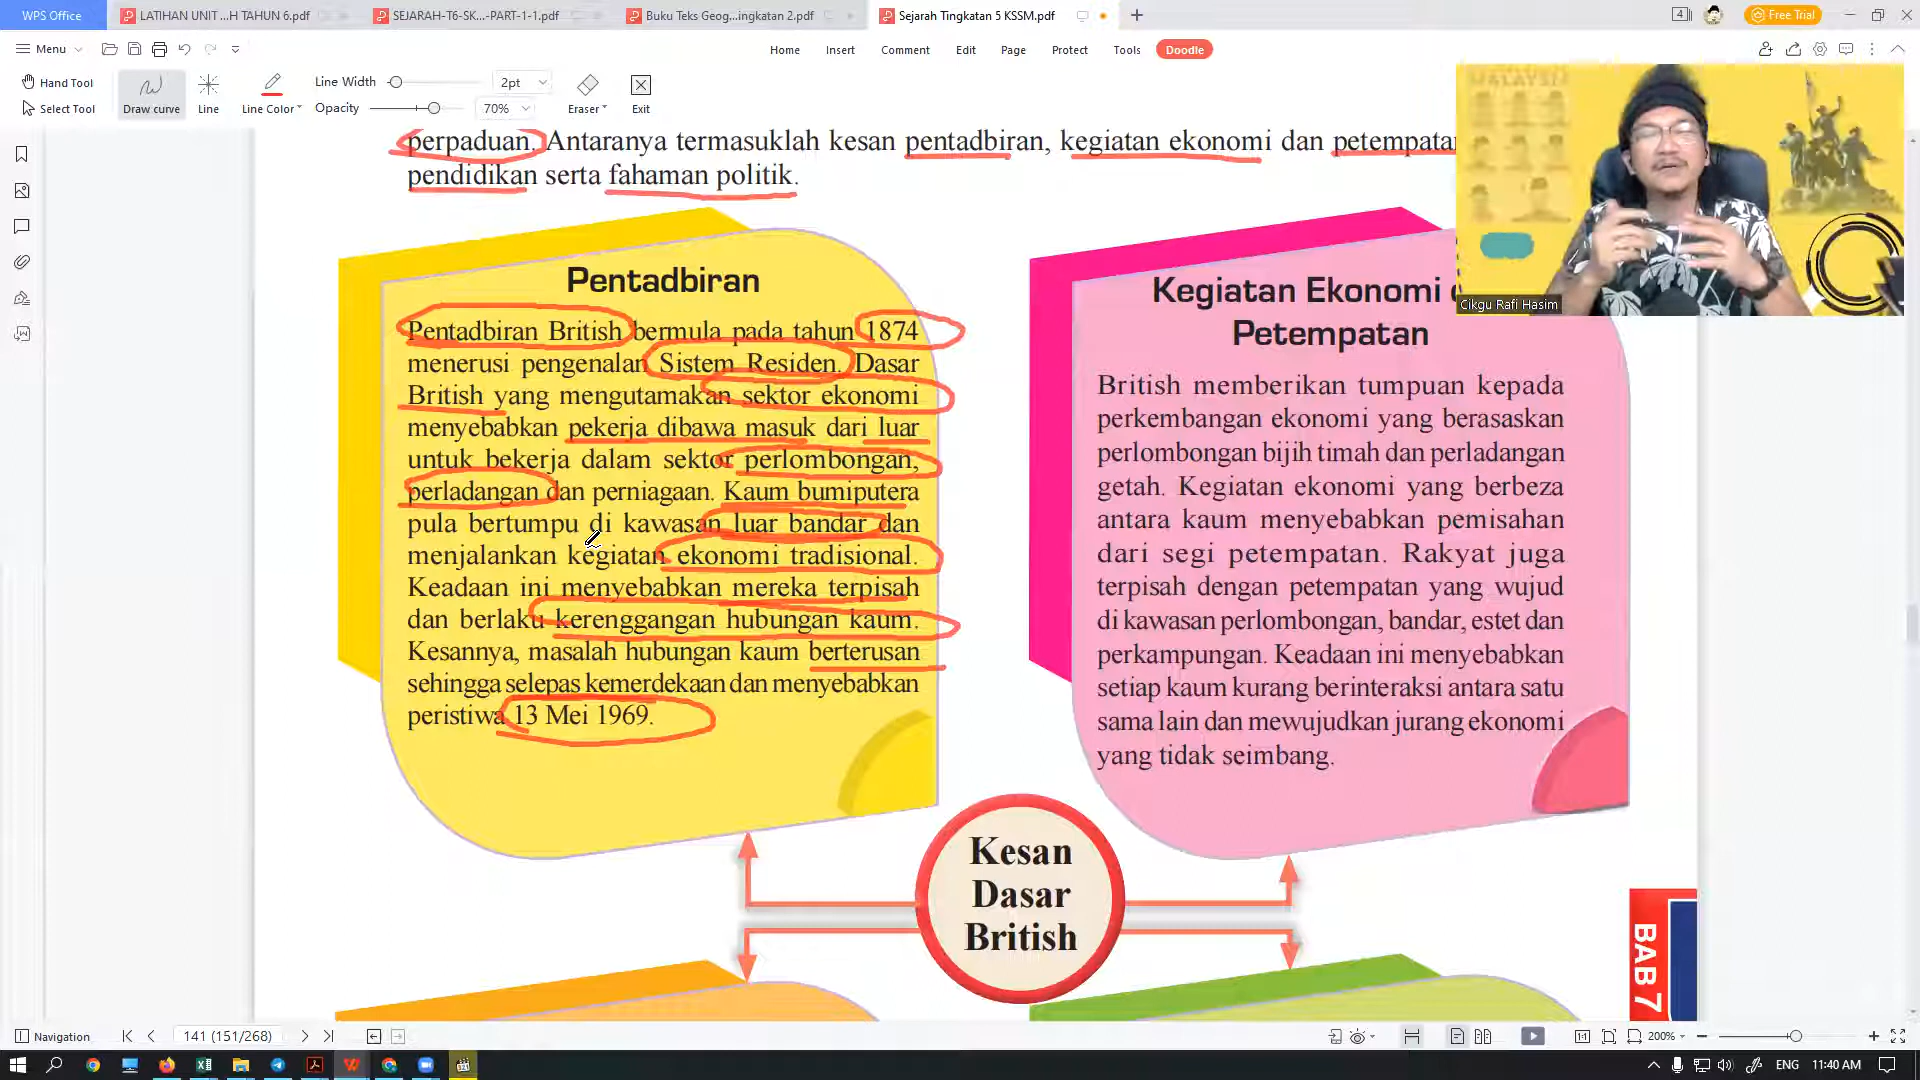 WPS Office
LATIHAN UNIT ...H TAHUN 6.pdf
SEJARAH-T6-SK...-PART-1-1.pdf
Buku Teks Geog...ingkatan 2.pdf
Sejarah Tingkatan 5 KSSM.pdf
4
Free Trial
Menu
Home Insert Comment Edit Page Protect Tools Doodle
Hand Tool
Select Tool
Draw curve
Line
Line Color
Line Width 2pt
Opacity 70%
Eraser
Exit
perpaduan. Antaranya termasuklah kesan pentadbiran, kegiatan ekonomi dan
pendidikan serta fahaman politik.
Cikgu Rafi Hasim
Pentadbiran
Pentadbiran British bermula pada tahun 1874
menerusi pengenalan Sistem Residen. Dasar
British yang mengutamakan sektor ekonomi
menyebabkan pekerja dibawa masuk dari luar
untuk bekerja dalam sektor perlombongan,
perladangan dan perniagaan. Kaum bumiputera
pula bertumpu di kawasan luar bandar dan
menjalankan kegiatan ekonomi tradisional.
Keadaan ini menyebabkan mereka terpisah
dan berlaku kerenggangan hubungan kaum.
Kesannya, masalah hubungan kaum berterusan
sehingga selepas kemerdekaan dan menyebabkan
peristiwa 13 Mei 1969.
Kegiatan Ekonomi
Petempatan
British memberikan tumpuan kepada
perkembangan ekonomi yang berasaskan
perlombongan bijih timah dan perladangan
getah. Kegiatan ekonomi yang berbeza
antara kaum menyebabkan pemisahan
dari segi petempatan. Rakyat juga
terpisah dengan petempatan yang wujud
di kawasan perlombongan, bandar, estet dan
perkampungan. Keadaan ini menyebabkan
setiap kaum kurang berinteraksi antara satu
sama lain dan mewujudkan jurang ekonomi
yang tidak seimbang.
Kesan
Dasar
British
BAB 7
Navigation
141 (151/268)
200%
ENG
11:40 AM